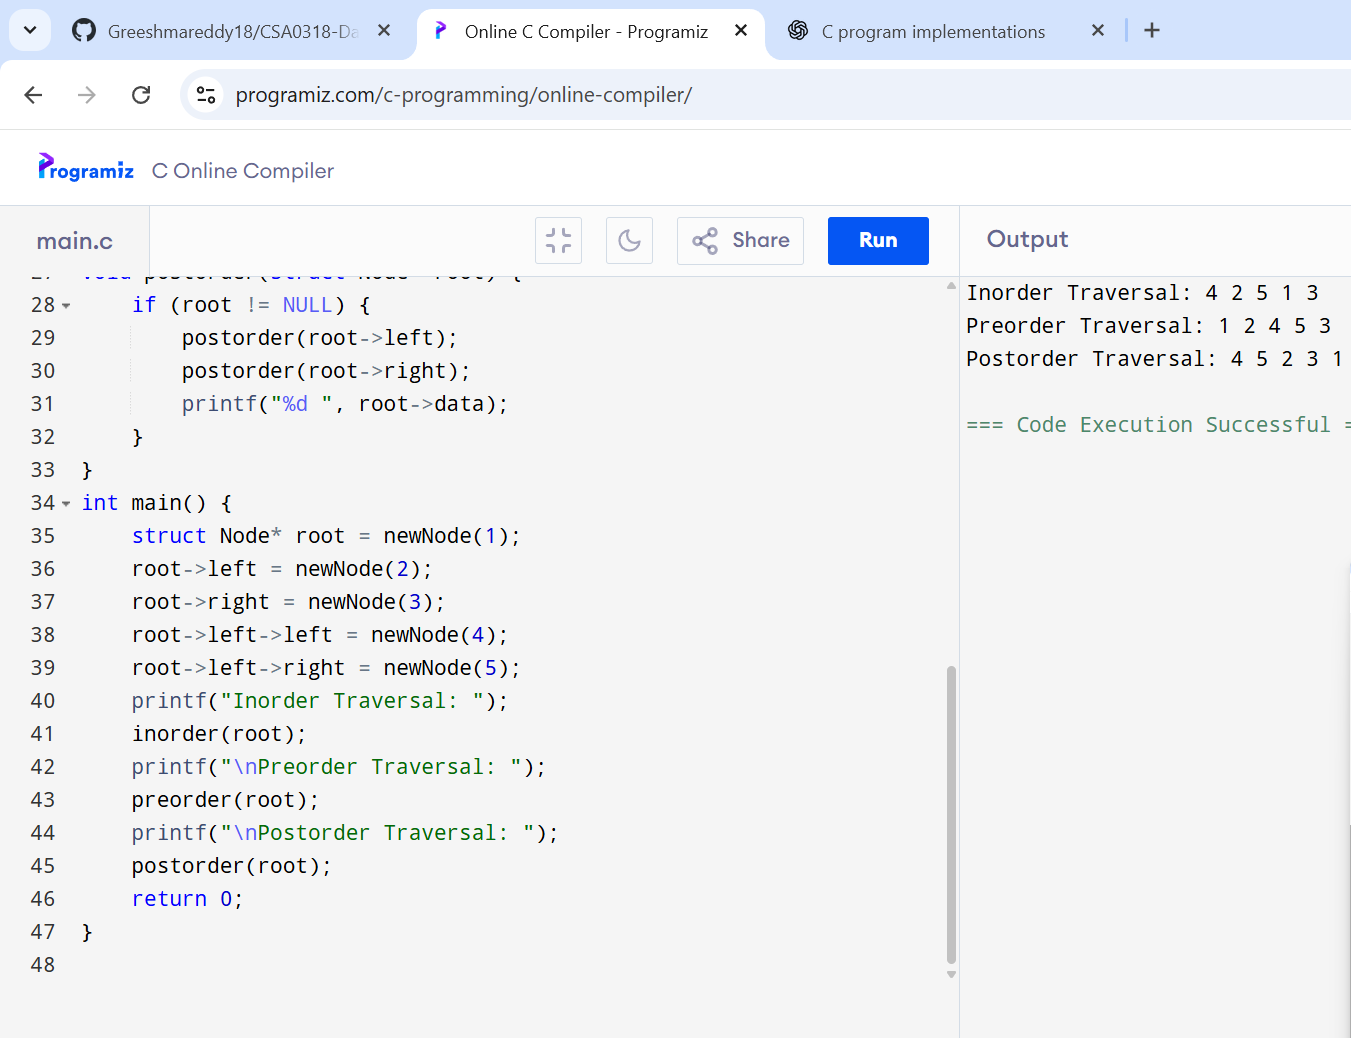 Greeshmareddy18/CSA0318-Da
Online C Compiler - Programiz
C program implementations
programiz.com/c-programming/online-compiler/
Programiz C Online Compiler
main.c
Share
Run
Output
27 void postorder(struct Node* root) {
28 if (root != NULL) {
29 postorder(root->left);
30 postorder(root->right);
31 printf("%d ", root->data);
32 }
33 }
34 int main() {
35 struct Node* root = newNode(1);
36 root->left = newNode(2);
37 root->right = newNode(3);
38 root->left->left = newNode(4);
39 root->left->right = newNode(5);
40 printf("Inorder Traversal: ");
41 inorder(root);
42 printf("\nPreorder Traversal: ");
43 preorder(root);
44 printf("\nPostorder Traversal: ");
45 postorder(root);
46 return 0;
47 }
48
Inorder Traversal: 4 2 5 1 3
Preorder Traversal: 1 2 4 5 3
Postorder Traversal: 4 5 2 3 1
=== Code Execution Successful =